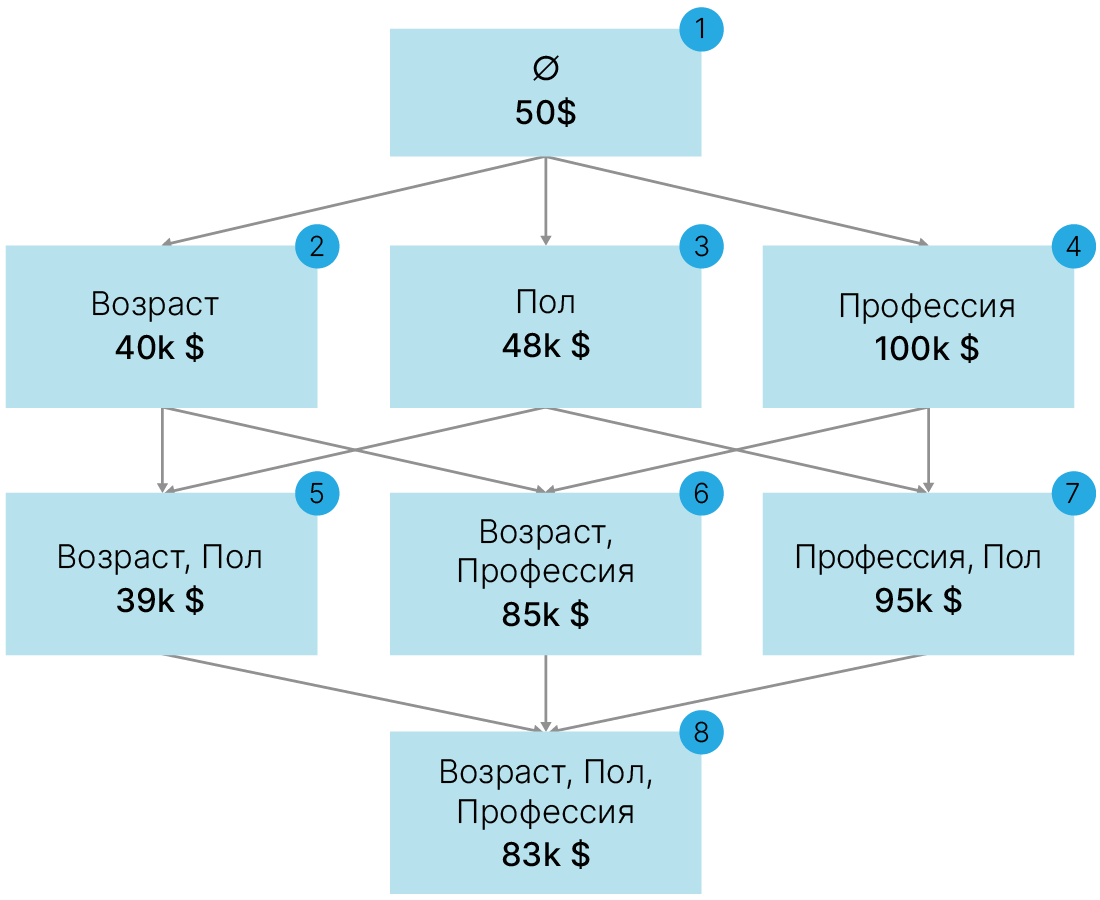 1
∅
50$
2
Возраст
40k $
3
Пол
48k $
4
Профессия
100k $
5
Возраст, Пол
39k $
6
Возраст,
Профессия
85k $
7
Профессия, Пол
95k $
8
Возраст, Пол,
Профессия
83k $